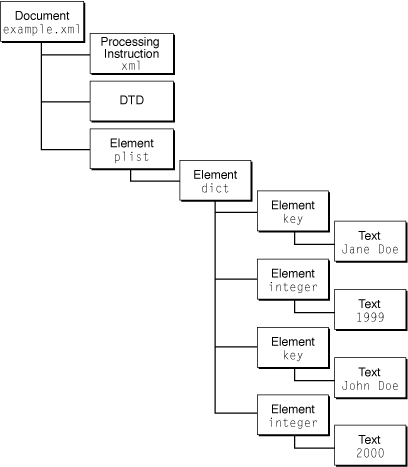 Document
example.xml
Processing
Instruction
xml
DTD
Element
plist
Element
dict
Element
key
Text
Jane Doe
Element
integer
Text
1999
Element
key
Text
John Doe
Element
integer
Text
2000